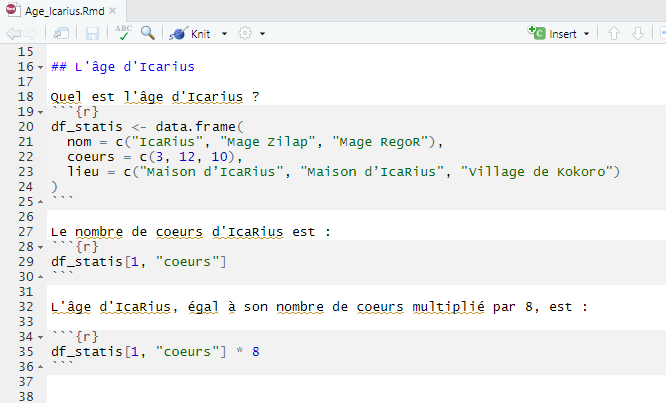 Age_Icarius.Rmd
ABC
Knit
Insert
15
16 ## L'âge d'Icarius
17
18 Quel est l'âge d'Icarius ?
19 ```{r}
20 df_statis <- data.frame(
21 nom = c("IcaRius", "Mage Zilap", "Mage RegoR"),
22 coeurs = c(3, 12, 10),
23 lieu = c("Maison d’IcaRius", "Maison d’IcaRius", "Village de Kokoro")
24 )
25 ```
26
27 Le nombre de coeurs d'IcaRius est :
28 ```{r}
29 df_statis[1, "coeurs"]
30 ```
31
32 L'âge d'IcaRius, égal à son nombre de coeurs multiplié par 8, est :
33
34 ```{r}
35 df_statis[1, "coeurs"] * 8
36 ```
37
38